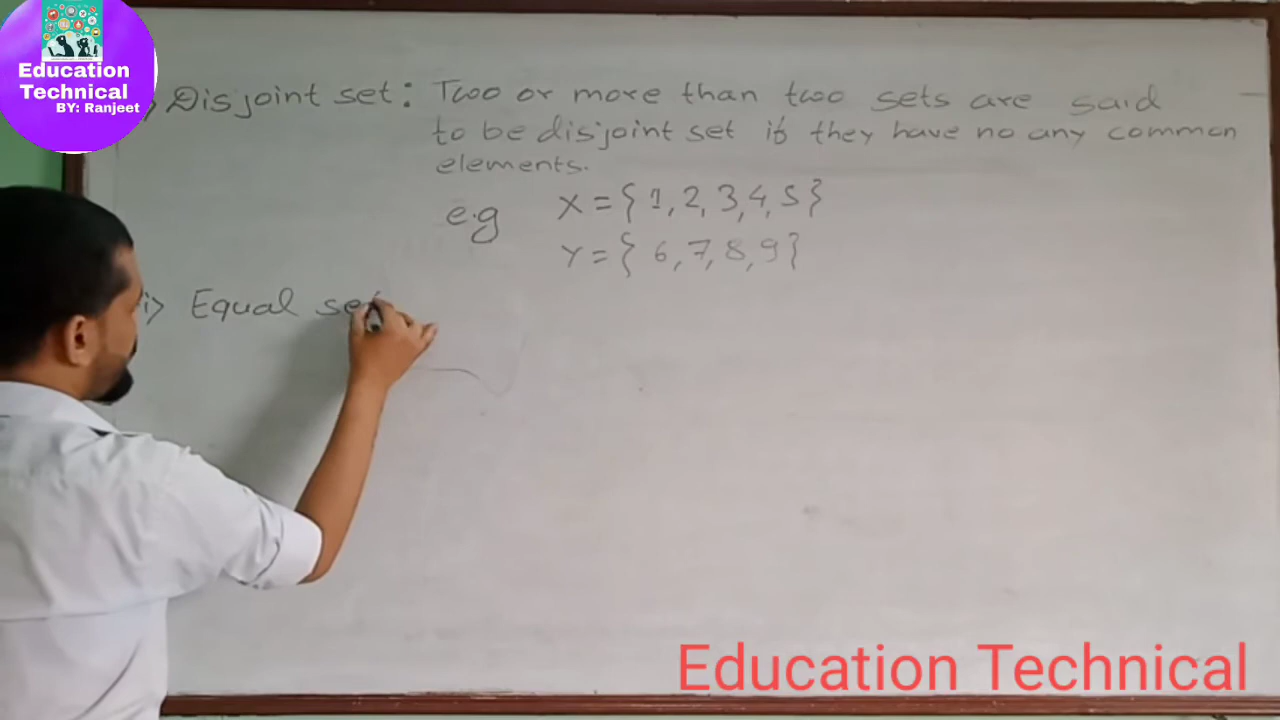 Education
Technical
BY: Ranjeet
Disjoint set: Two or more than two sets are said
to be disjoint set if they have no any common
elements.
e.g X = { 1, 2, 3, 4, 5 }
Y = { 6, 7, 8, 9 }
i> Equal set
Education Technical